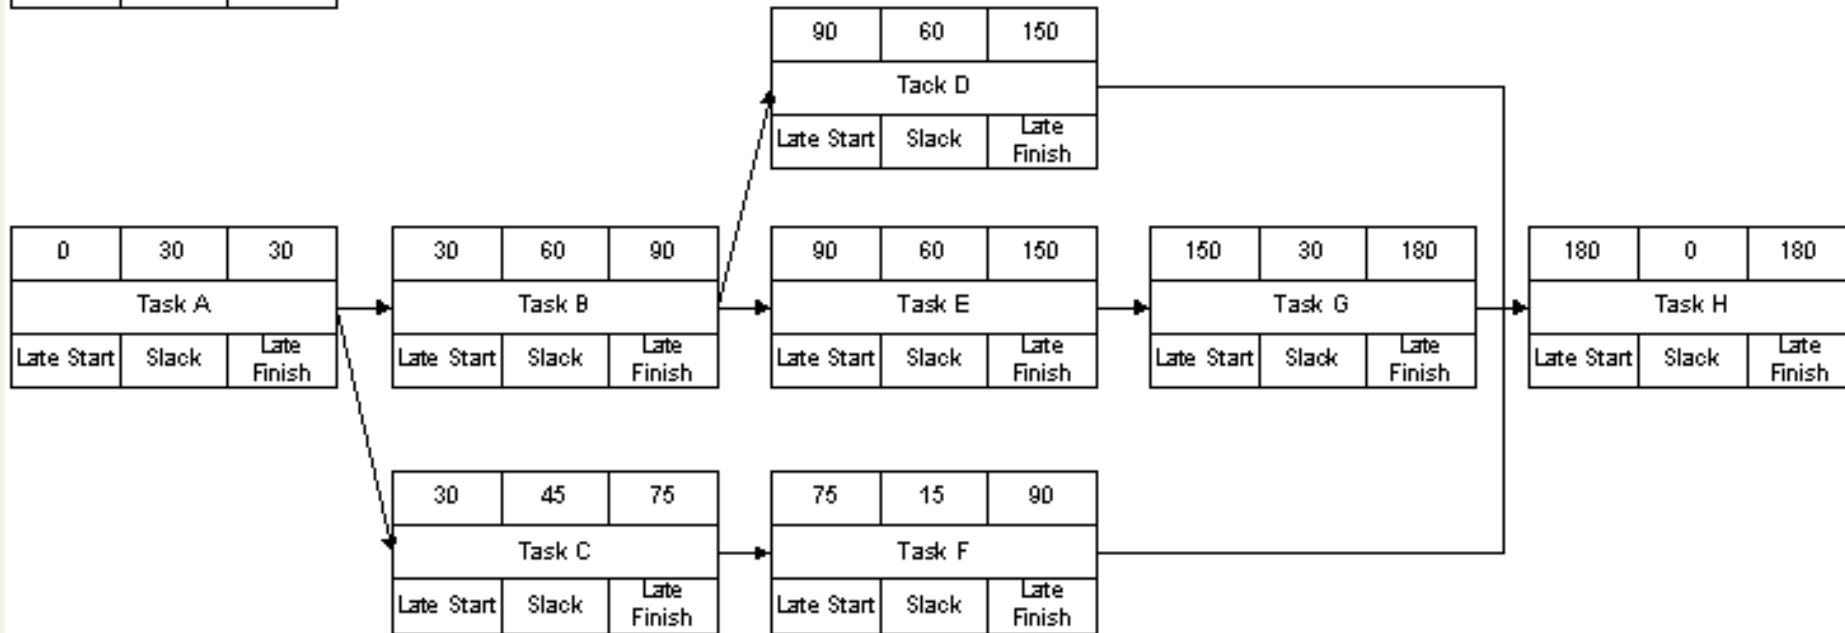 90 60 150
Tack D
Late Start Slack Late Finish
0 30 30
Task A
Late Start Slack Late Finish
30 60 90
Task B
Late Start Slack Late Finish
90 60 150
Task E
Late Start Slack Late Finish
150 30 180
Task G
Late Start Slack Late Finish
180 0 180
Task H
Late Start Slack Late Finish
30 45 75
Task C
Late Start Slack Late Finish
75 15 90
Task F
Late Start Slack Late Finish